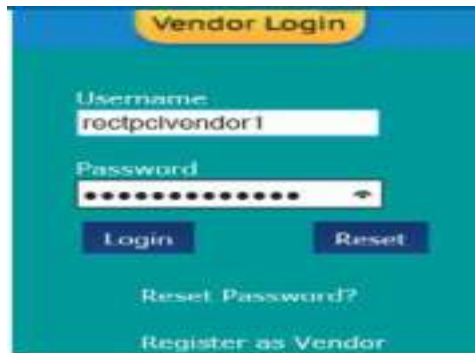 Vendor Login
Username
rectpclvendor1
Password
•••••••••••••
Login Reset
Reset Password?
Register as Vendor